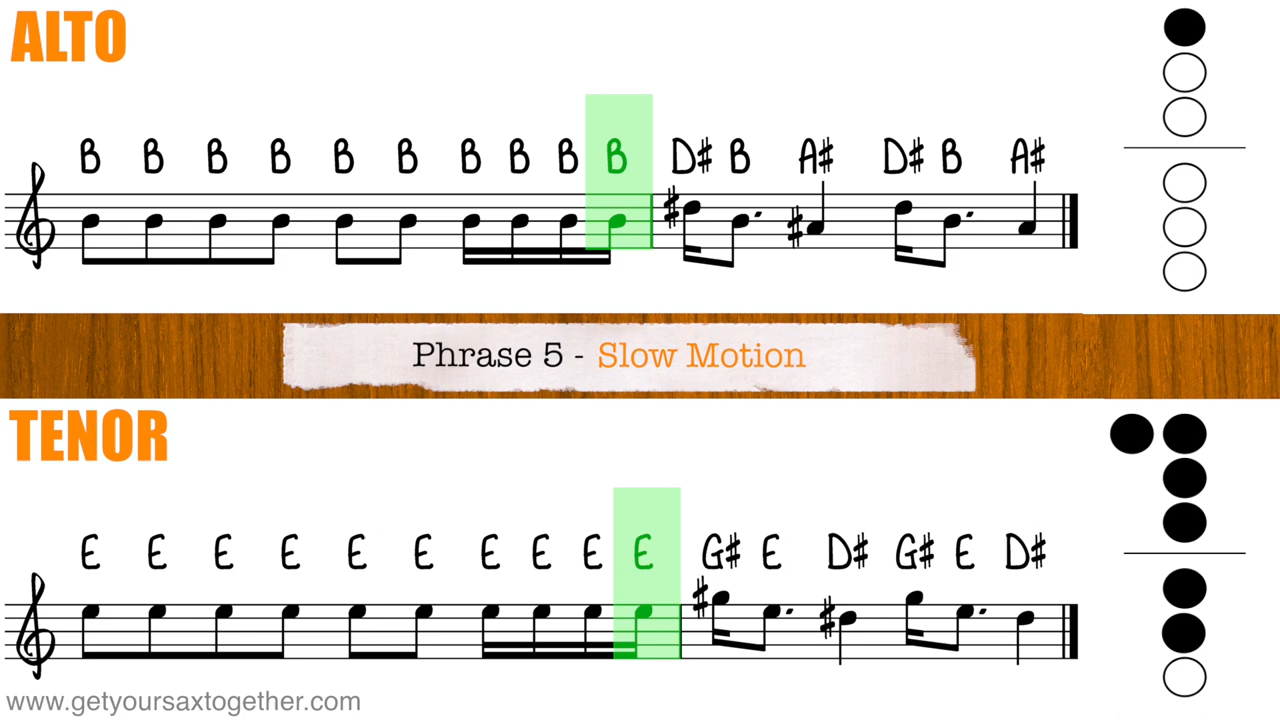 ALTO
B B B B B B B B B B D# B A# D# B A#
Phrase 5 - Slow Motion
TENOR
E E E E E E E E E E G# E D# G# E D#
www.getyoursaxtogether.com